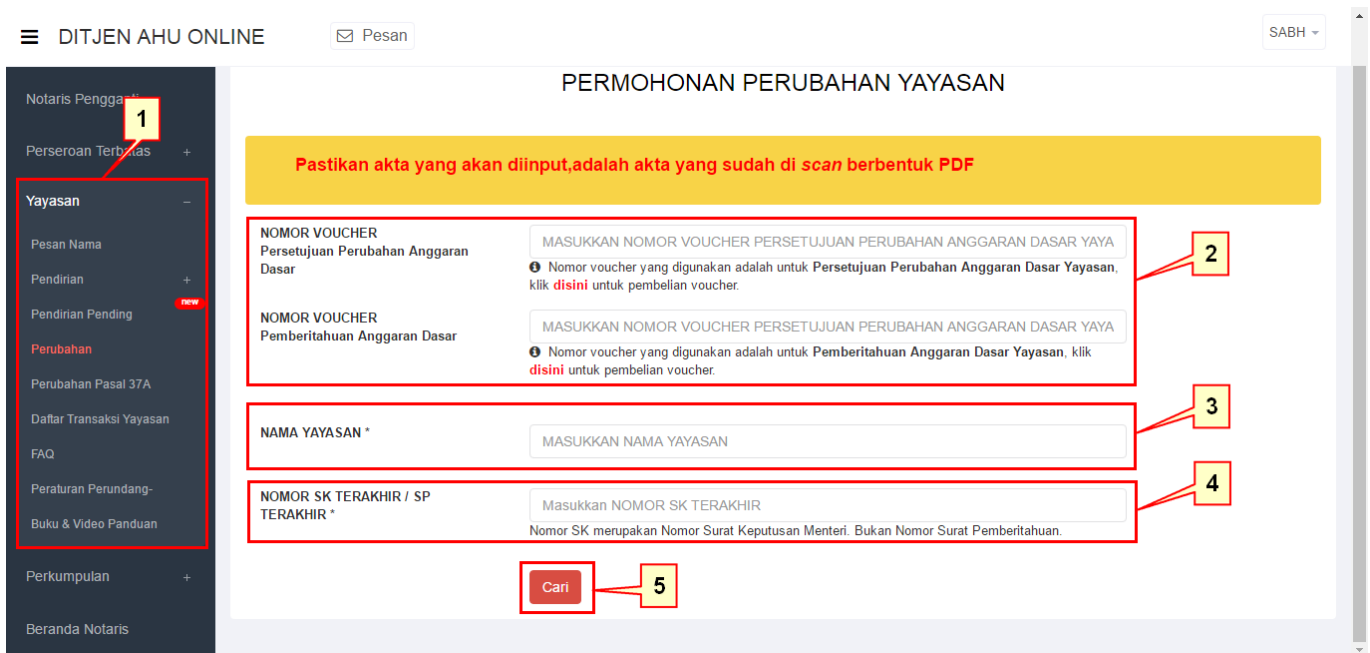 DITJEN AHU ONLINE
Pesan
SABH
Notaris Pengganti
1
Perseroan Terbatas +
Yayasan –
Pesan Nama
Pendirian +
new
Pendirian Pending
Perubahan
Perubahan Pasal 37A
Daftar Transaksi Yayasan
FAQ
Peraturan Perundang-
Buku & Video Panduan
Perkumpulan +
Beranda Notaris
PERMOHONAN PERUBAHAN YAYASAN
Pastikan akta yang akan diinput,adalah akta yang sudah di scan berbentuk PDF
NOMOR VOUCHER
Persetujuan Perubahan Anggaran
Dasar
MASUKKAN NOMOR VOUCHER PERSETUJUAN PERUBAHAN ANGGARAN DASAR YAYA
Nomor voucher yang digunakan adalah untuk Persetujuan Perubahan Anggaran Dasar Yayasan,
klik disini untuk pembelian voucher.
2
NOMOR VOUCHER
Pemberitahuan Anggaran Dasar
MASUKKAN NOMOR VOUCHER PERSETUJUAN PERUBAHAN ANGGARAN DASAR YAYA
Nomor voucher yang digunakan adalah untuk Pemberitahuan Anggaran Dasar Yayasan, klik
disini untuk pembelian voucher.
3
NAMA YAYASAN *
MASUKKAN NAMA YAYASAN
4
NOMOR SK TERAKHIR / SP
TERAKHIR *
Masukkan NOMOR SK TERAKHIR
Nomor SK merupakan Nomor Surat Keputusan Menteri. Bukan Nomor Surat Pemberitahuan.
Cari
5